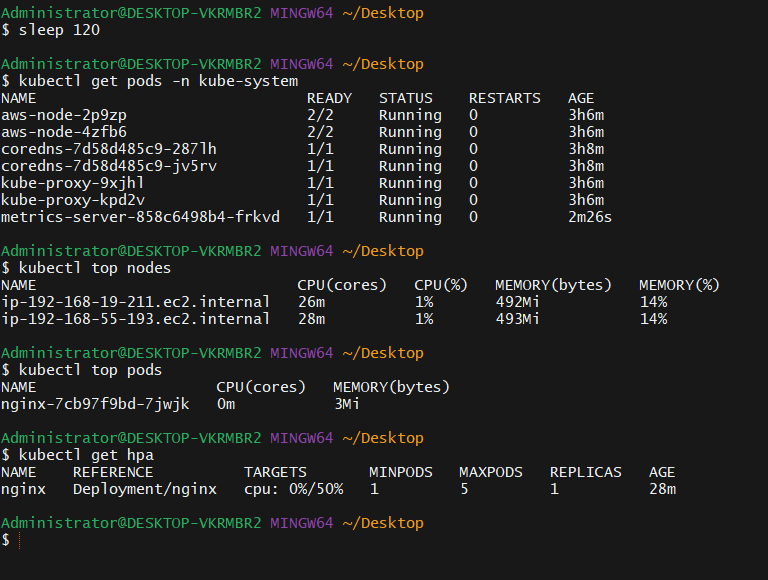 Administrator@DESKTOP-VKRMBR2 MINGW64 ~/Desktop
$ sleep 120
Administrator@DESKTOP-VKRMBR2 MINGW64 ~/Desktop
$ kubectl get pods -n kube-system
NAME READY STATUS RESTARTS AGE
aws-node-2p9zp 2/2 Running 0 3h6m
aws-node-4zfb6 2/2 Running 0 3h6m
coredns-7d58d485c9-287lh 1/1 Running 0 3h8m
coredns-7d58d485c9-jv5rv 1/1 Running 0 3h8m
kube-proxy-9xjhl 1/1 Running 0 3h6m
kube-proxy-kpd2v 1/1 Running 0 3h6m
metrics-server-858c6498b4-frkvd 1/1 Running 0 2m26s
Administrator@DESKTOP-VKRMBR2 MINGW64 ~/Desktop
$ kubectl top nodes
NAME CPU(cores) CPU(%) MEMORY(bytes) MEMORY(%)
ip-192-168-19-211.ec2.internal 26m 1% 492Mi 14%
ip-192-168-55-193.ec2.internal 28m 1% 493Mi 14%
Administrator@DESKTOP-VKRMBR2 MINGW64 ~/Desktop
$ kubectl top pods
NAME CPU(cores) MEMORY(bytes)
nginx-7cb97f9bd-7jwjk 0m 3Mi
Administrator@DESKTOP-VKRMBR2 MINGW64 ~/Desktop
$ kubectl get hpa
NAME REFERENCE TARGETS MINPODS MAXPODS REPLICAS AGE
nginx Deployment/nginx cpu: 0%/50% 1 5 1 28m
Administrator@DESKTOP-VKRMBR2 MINGW64 ~/Desktop
$